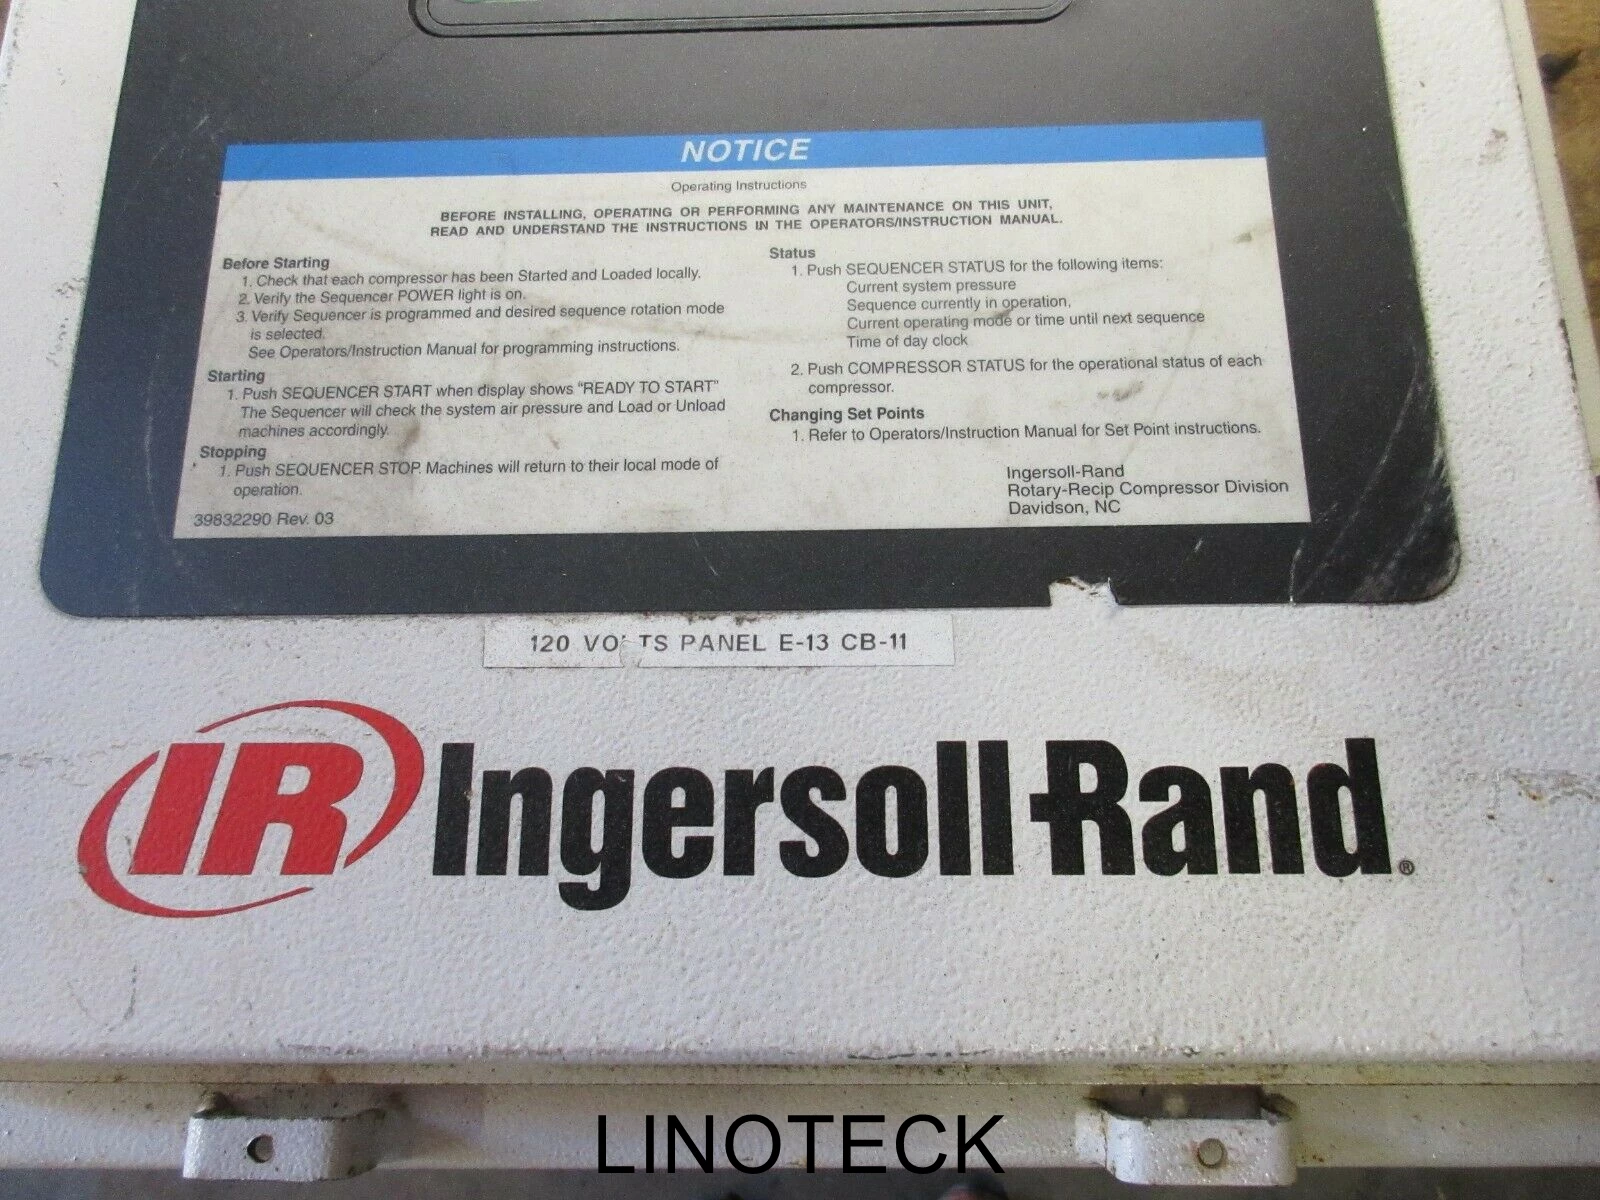 NOTICE
Operating Instructions
BEFORE INSTALLING, OPERATING OR PERFORMING ANY MAINTENANCE ON THIS UNIT,
READ AND UNDERSTAND THE INSTRUCTIONS IN THE OPERATORS/INSTRUCTION MANUAL.
Before Starting
1. Check that each compressor has been Started and Loaded locally.
2. Verify the Sequencer POWER light is on.
3. Verify Sequencer is programmed and desired sequence rotation mode
is selected.
See Operators/Instruction Manual for programming instructions.
Starting
1. Push SEQUENCER START when display shows “READY TO START”
The Sequencer will check the system air pressure and Load or Unload
machines accordingly.
Stopping
1. Push SEQUENCER STOP. Machines will return to their local mode of
operation.
39832290 Rev. 03
Status
1. Push SEQUENCER STATUS for the following items:
Current system pressure
Sequence currently in operation,
Current operating mode or time until next sequence
Time of day clock
2. Push COMPRESSOR STATUS for the operational status of each
compressor.
Changing Set Points
1. Refer to Operators/Instruction Manual for Set Point instructions.
Ingersoll-Rand
Rotary-Recip Compressor Division
Davidson, NC
120 VOLTS PANEL E-13 CB-11
IR Ingersoll-Rand®
LINOTECK